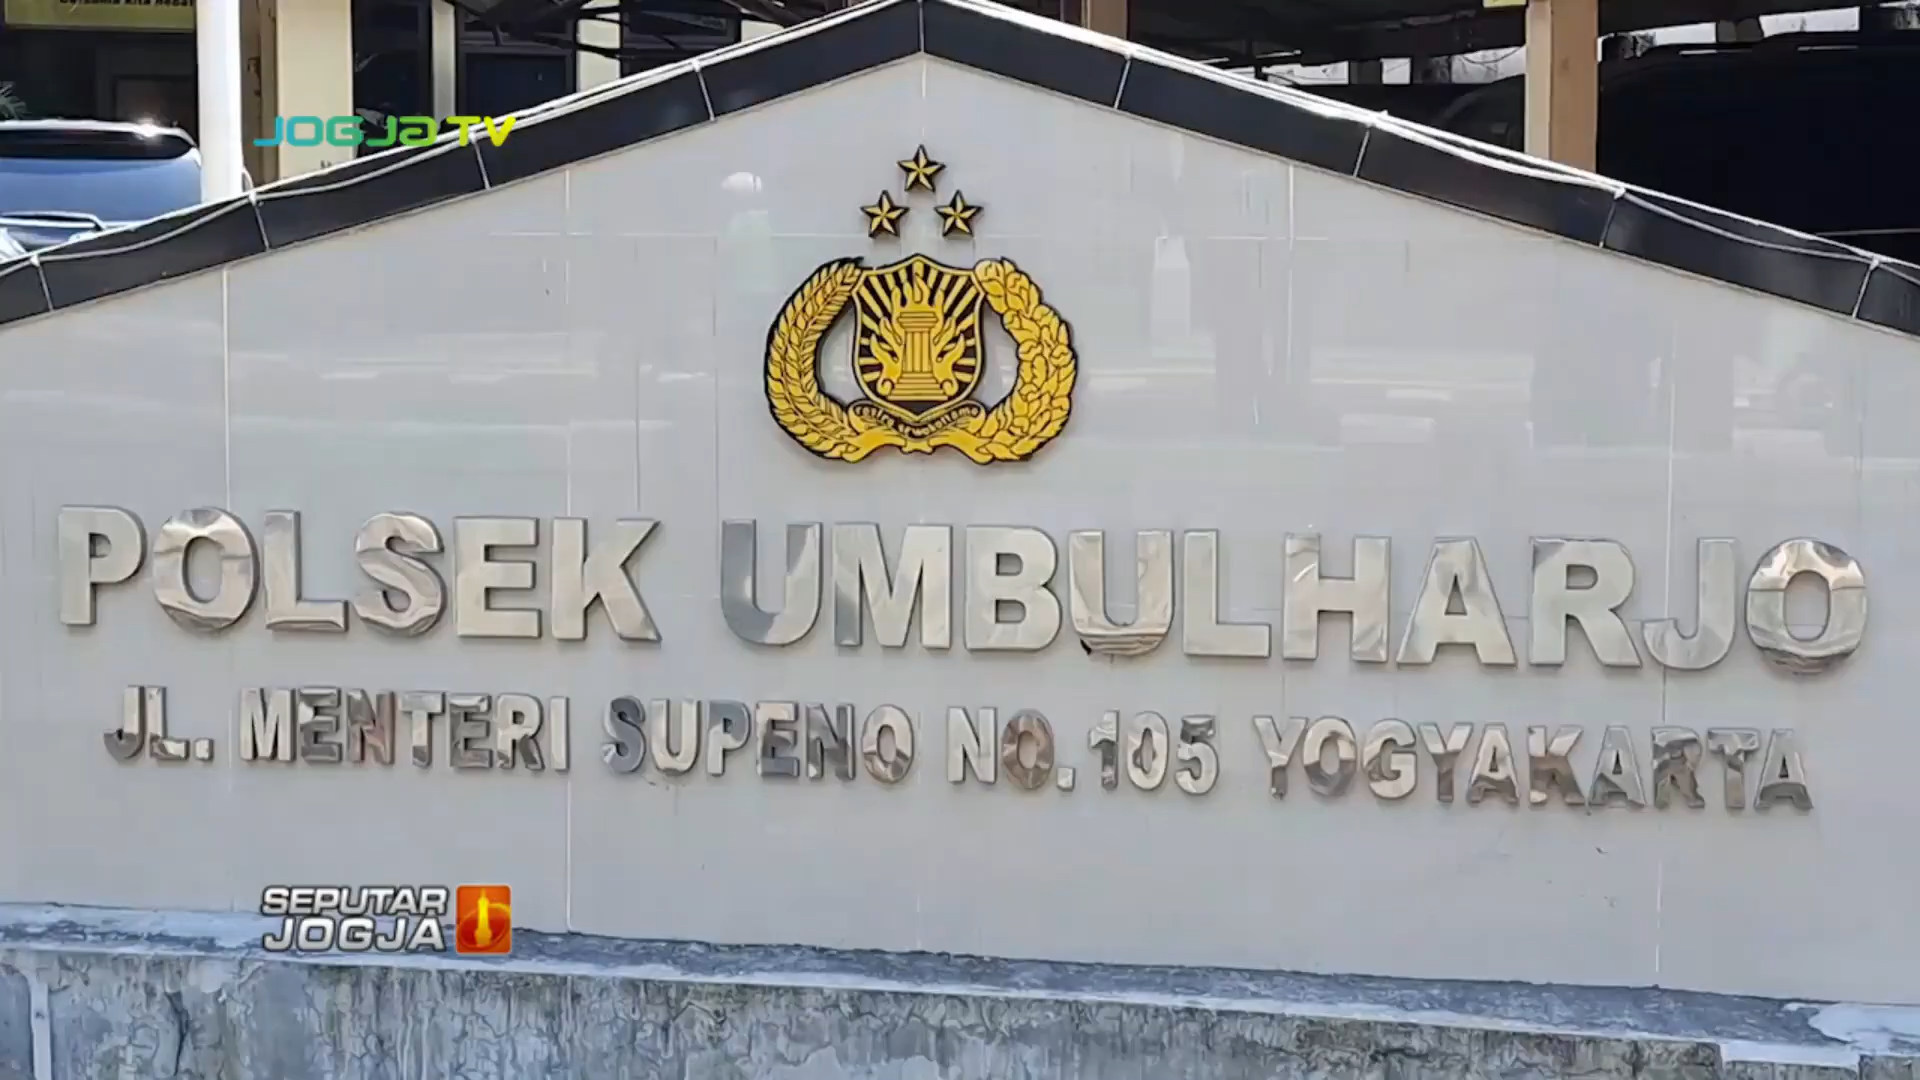 JOGJA TV
POLSEK UMBULHARJO
JL. MENTERI SUPENO NO.105 YOGYAKARTA
SEPUTAR
JOGJA